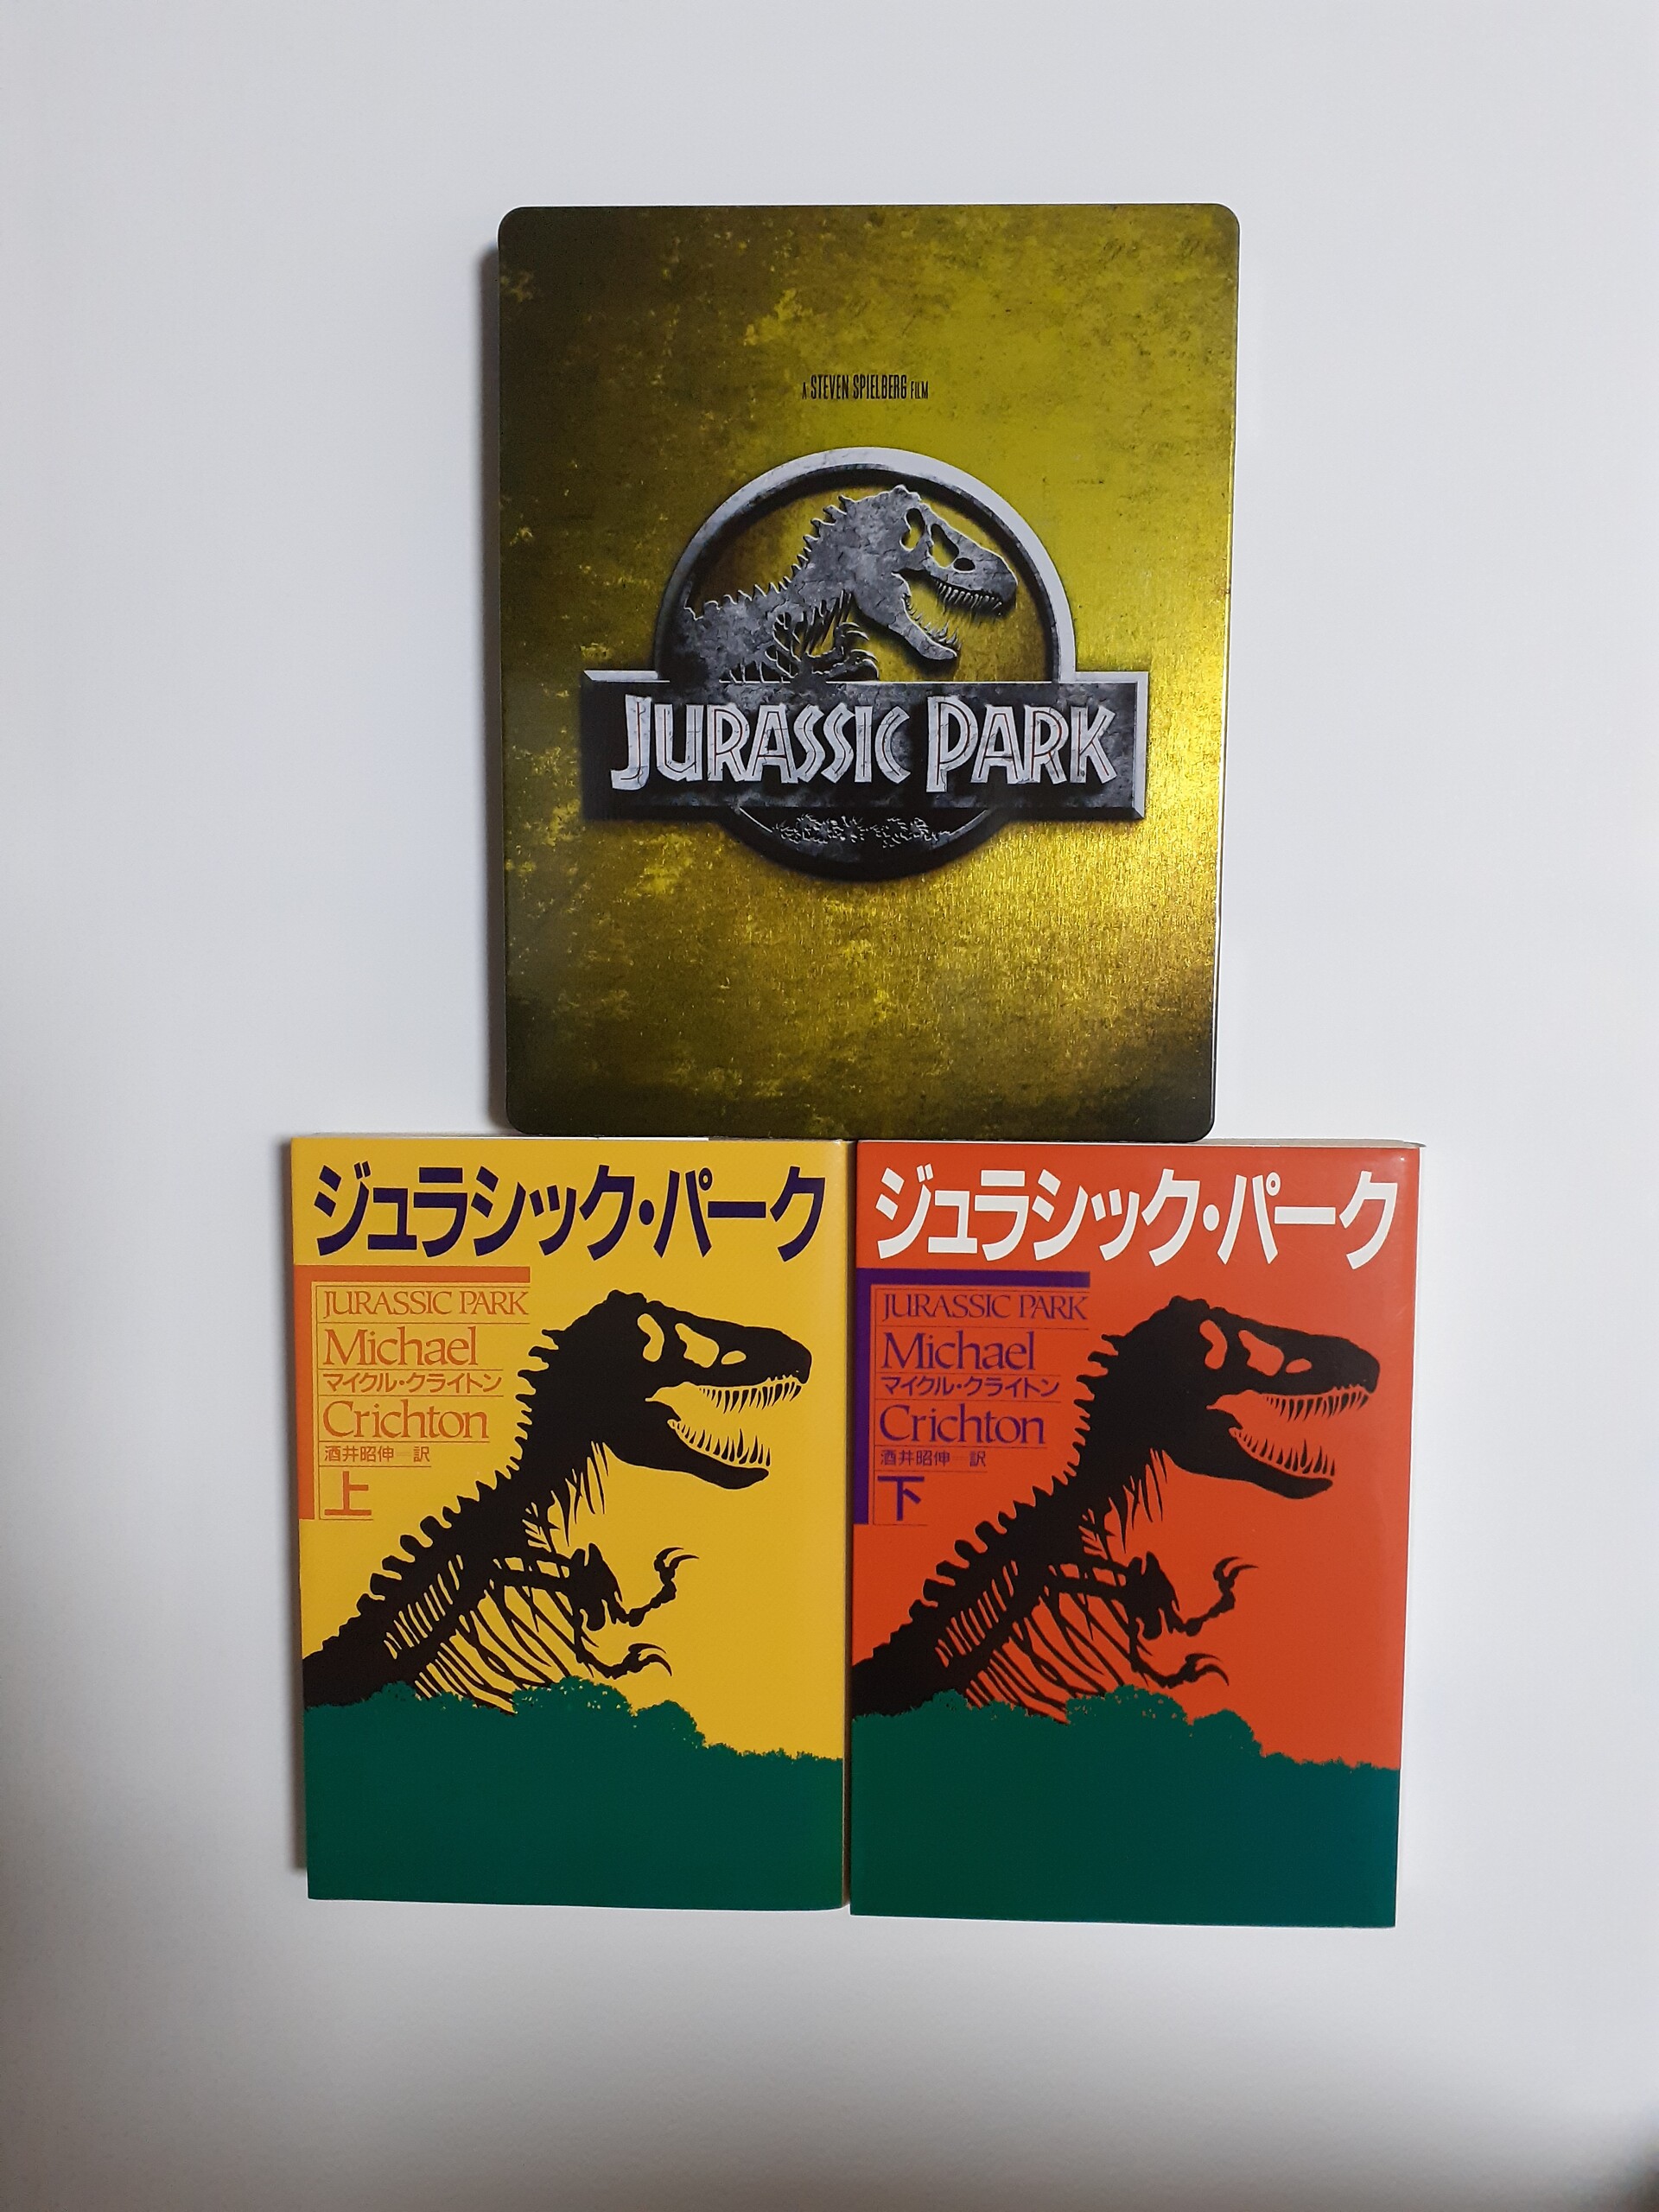 A STEVEN SPIELBERG FILM
JURASSIC PARK
ジュラシック・パーク
JURASSIC PARK
Michael
マイクル・クライトン
Crichton
酒井昭伸 訳
上
ジュラシック・パーク
JURASSIC PARK
Michael
マイクル・クライトン
Crichton
酒井昭伸 訳
下